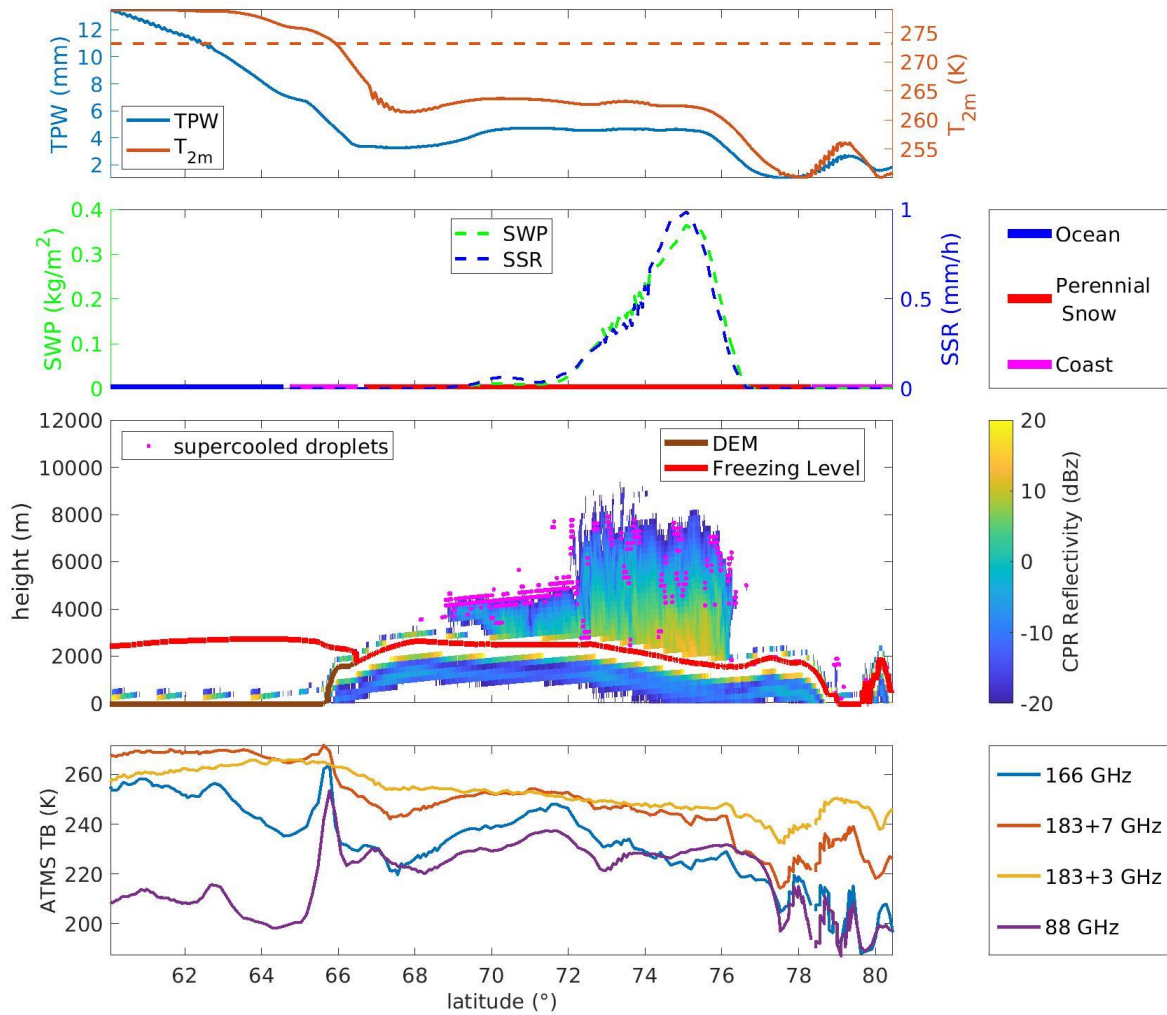 12
10
8
6
4
2
TPW (mm)
TPW
T2m
275
270
265
260
255
T2m (K)
0.4
0.3
0.2
0.1
0
SWP (kg/m2)
SWP
SSR
1
0.5
0
SSR (mm/h)
Ocean
Perennial
Snow
Coast
12000
10000
8000
6000
4000
2000
0
height (m)
supercooled droplets
DEM
Freezing Level
20
10
0
-10
-20
CPR Reflectivity (dBz)
260
240
220
200
ATMS TB (K)
62 64 66 68 70 72 74 76 78 80
latitude (°)
166 GHz
183+7 GHz
183+3 GHz
88 GHz